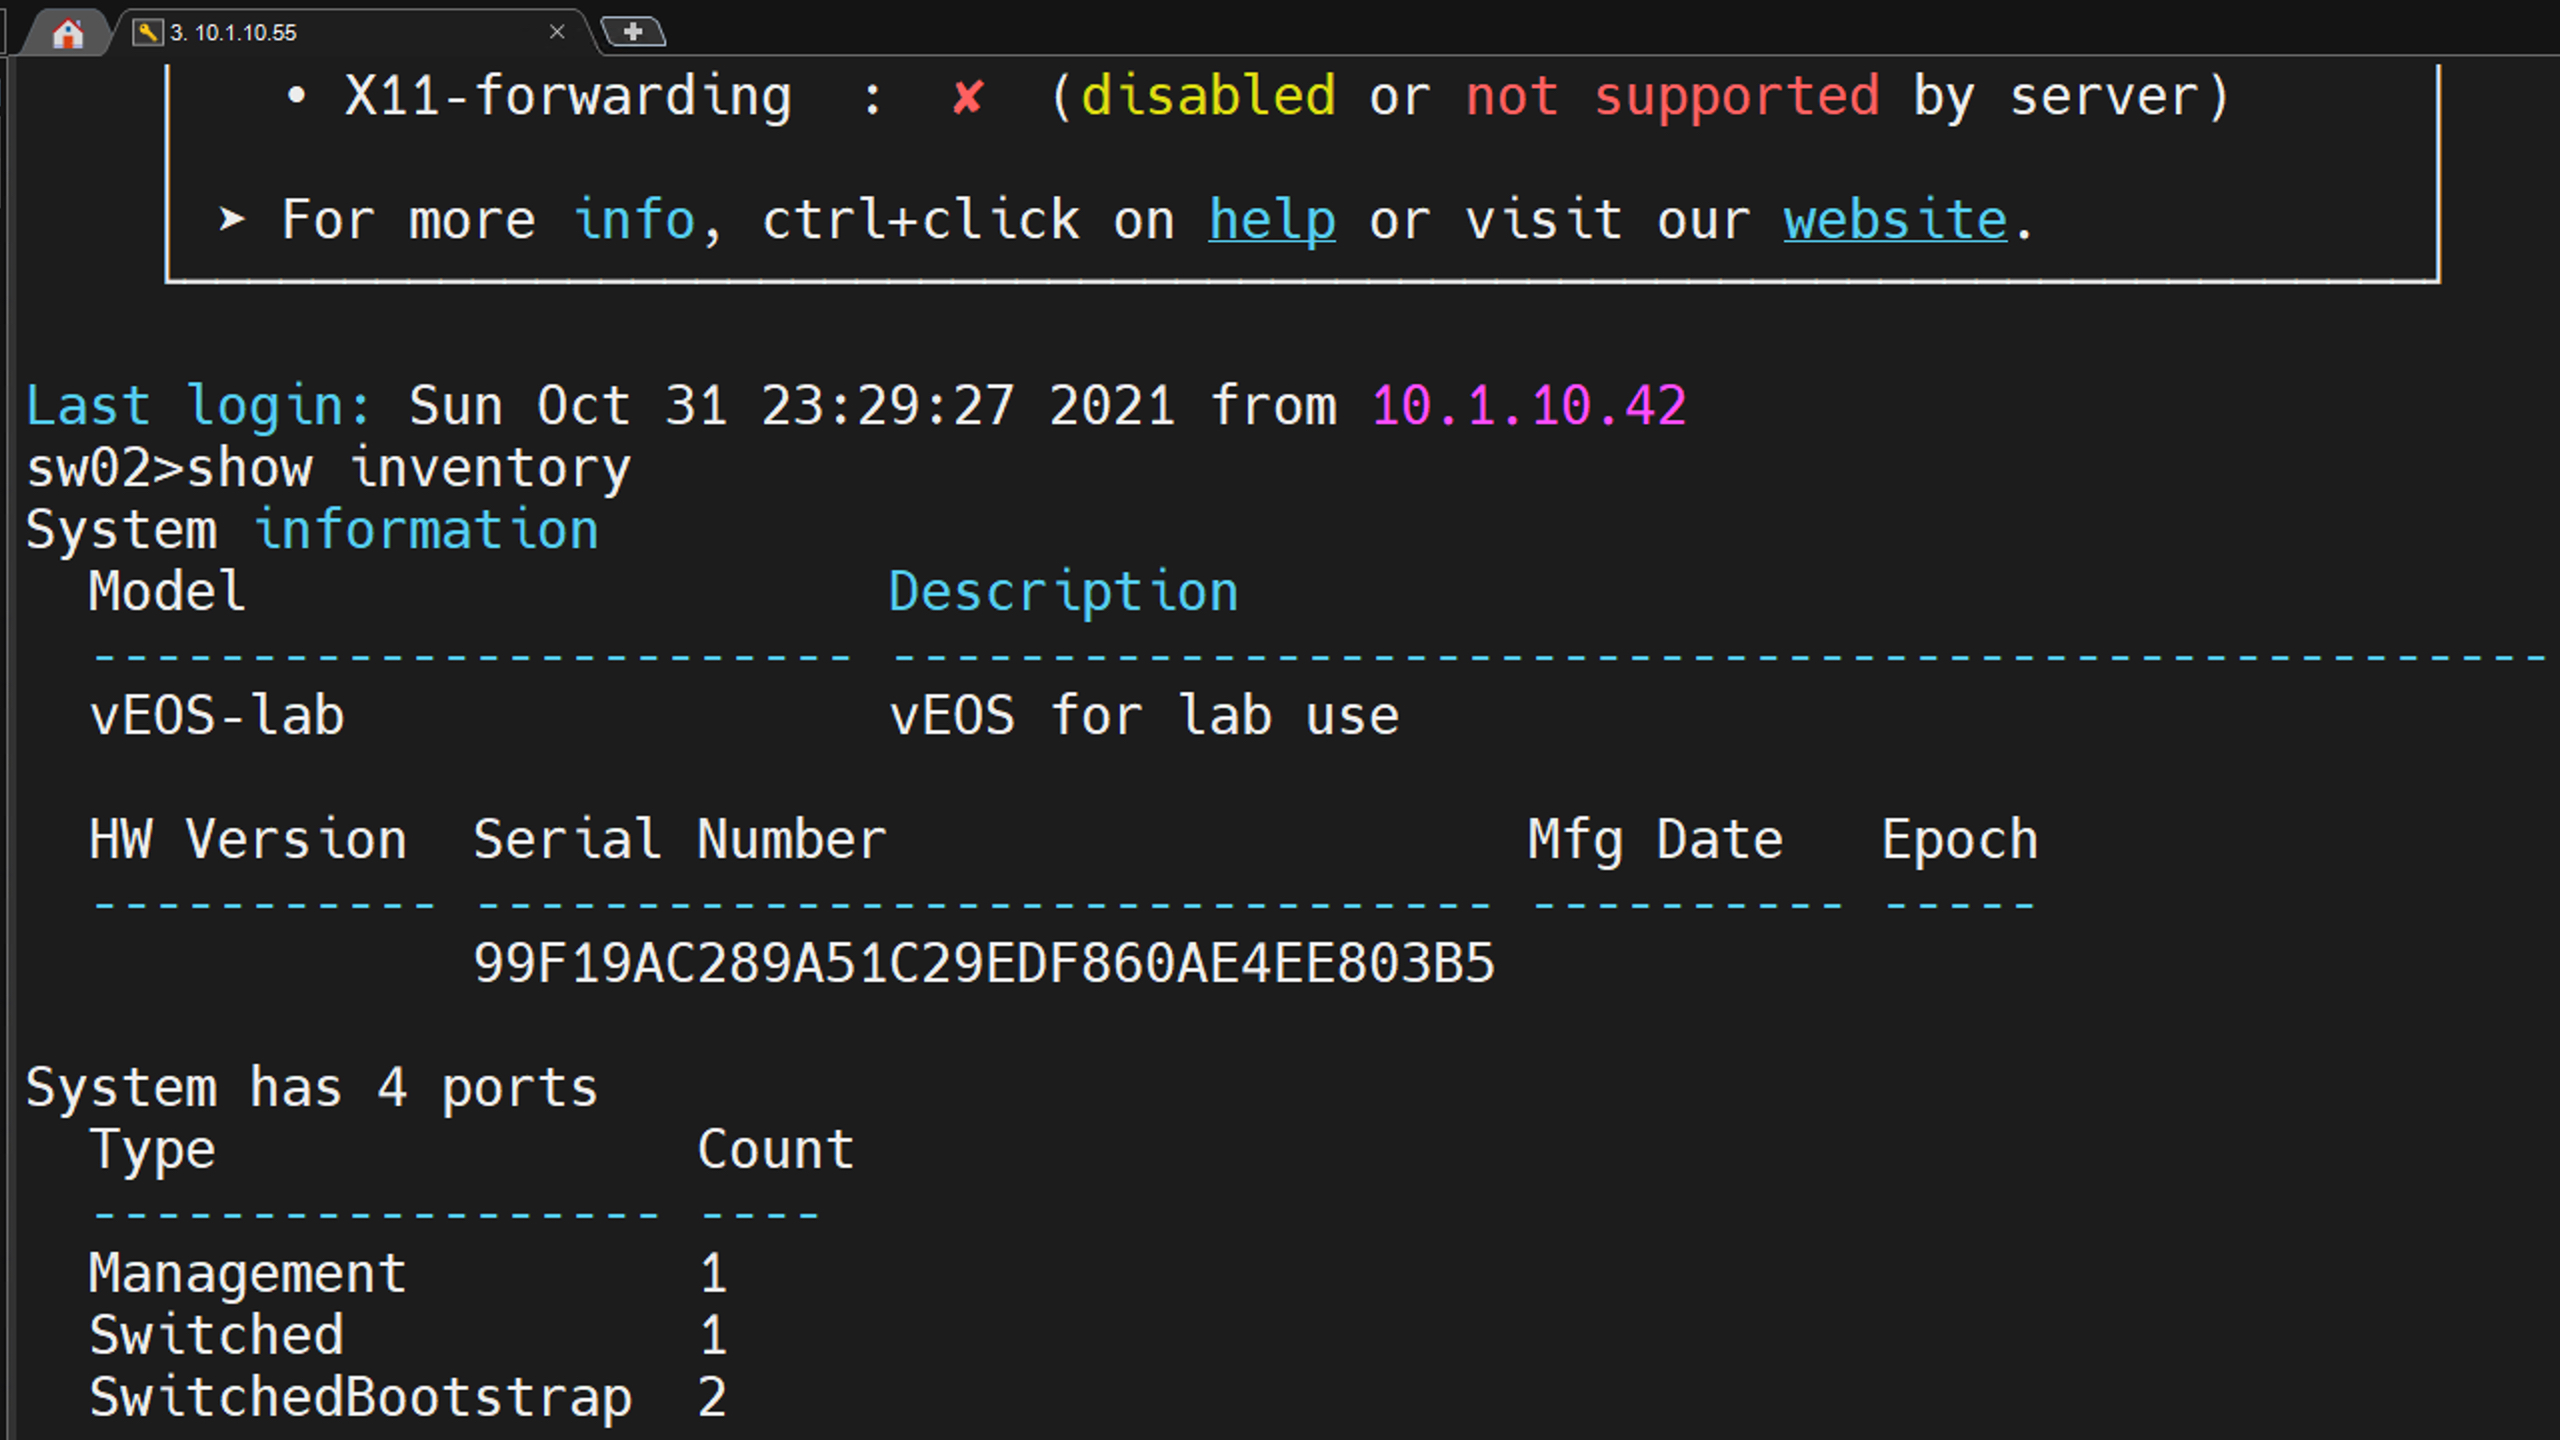 3. 10.1.10.55
• X11-forwarding : ✘ (disabled or not supported by server)
➤ For more info, ctrl+click on help or visit our website.
Last login: Sun Oct 31 23:29:27 2021 from 10.1.10.42
sw02>show inventory
System information
Model Description
------------------------ ----------------------------------------------------
vEOS-lab vEOS for lab use
HW Version Serial Number Mfg Date Epoch
----------- -------------------------------- ---------- -----
99F19AC289A51C29EDF860AE4EE803B5
System has 4 ports
Type Count
------------------ ----
Management 1
Switched 1
SwitchedBootstrap 2